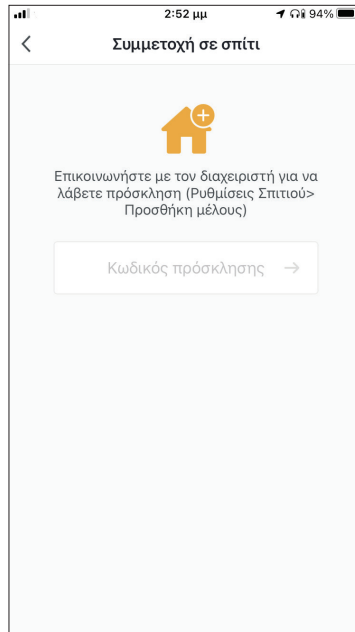 2:52 μμ
94%
Συμμετοχή σε σπίτι
Επικοινωνήστε με τον διαχειριστή για να
λάβετε πρόσκληση (Ρυθμίσεις Σπιτιού>
Προσθήκη μέλους)
Κωδικός πρόσκλησης